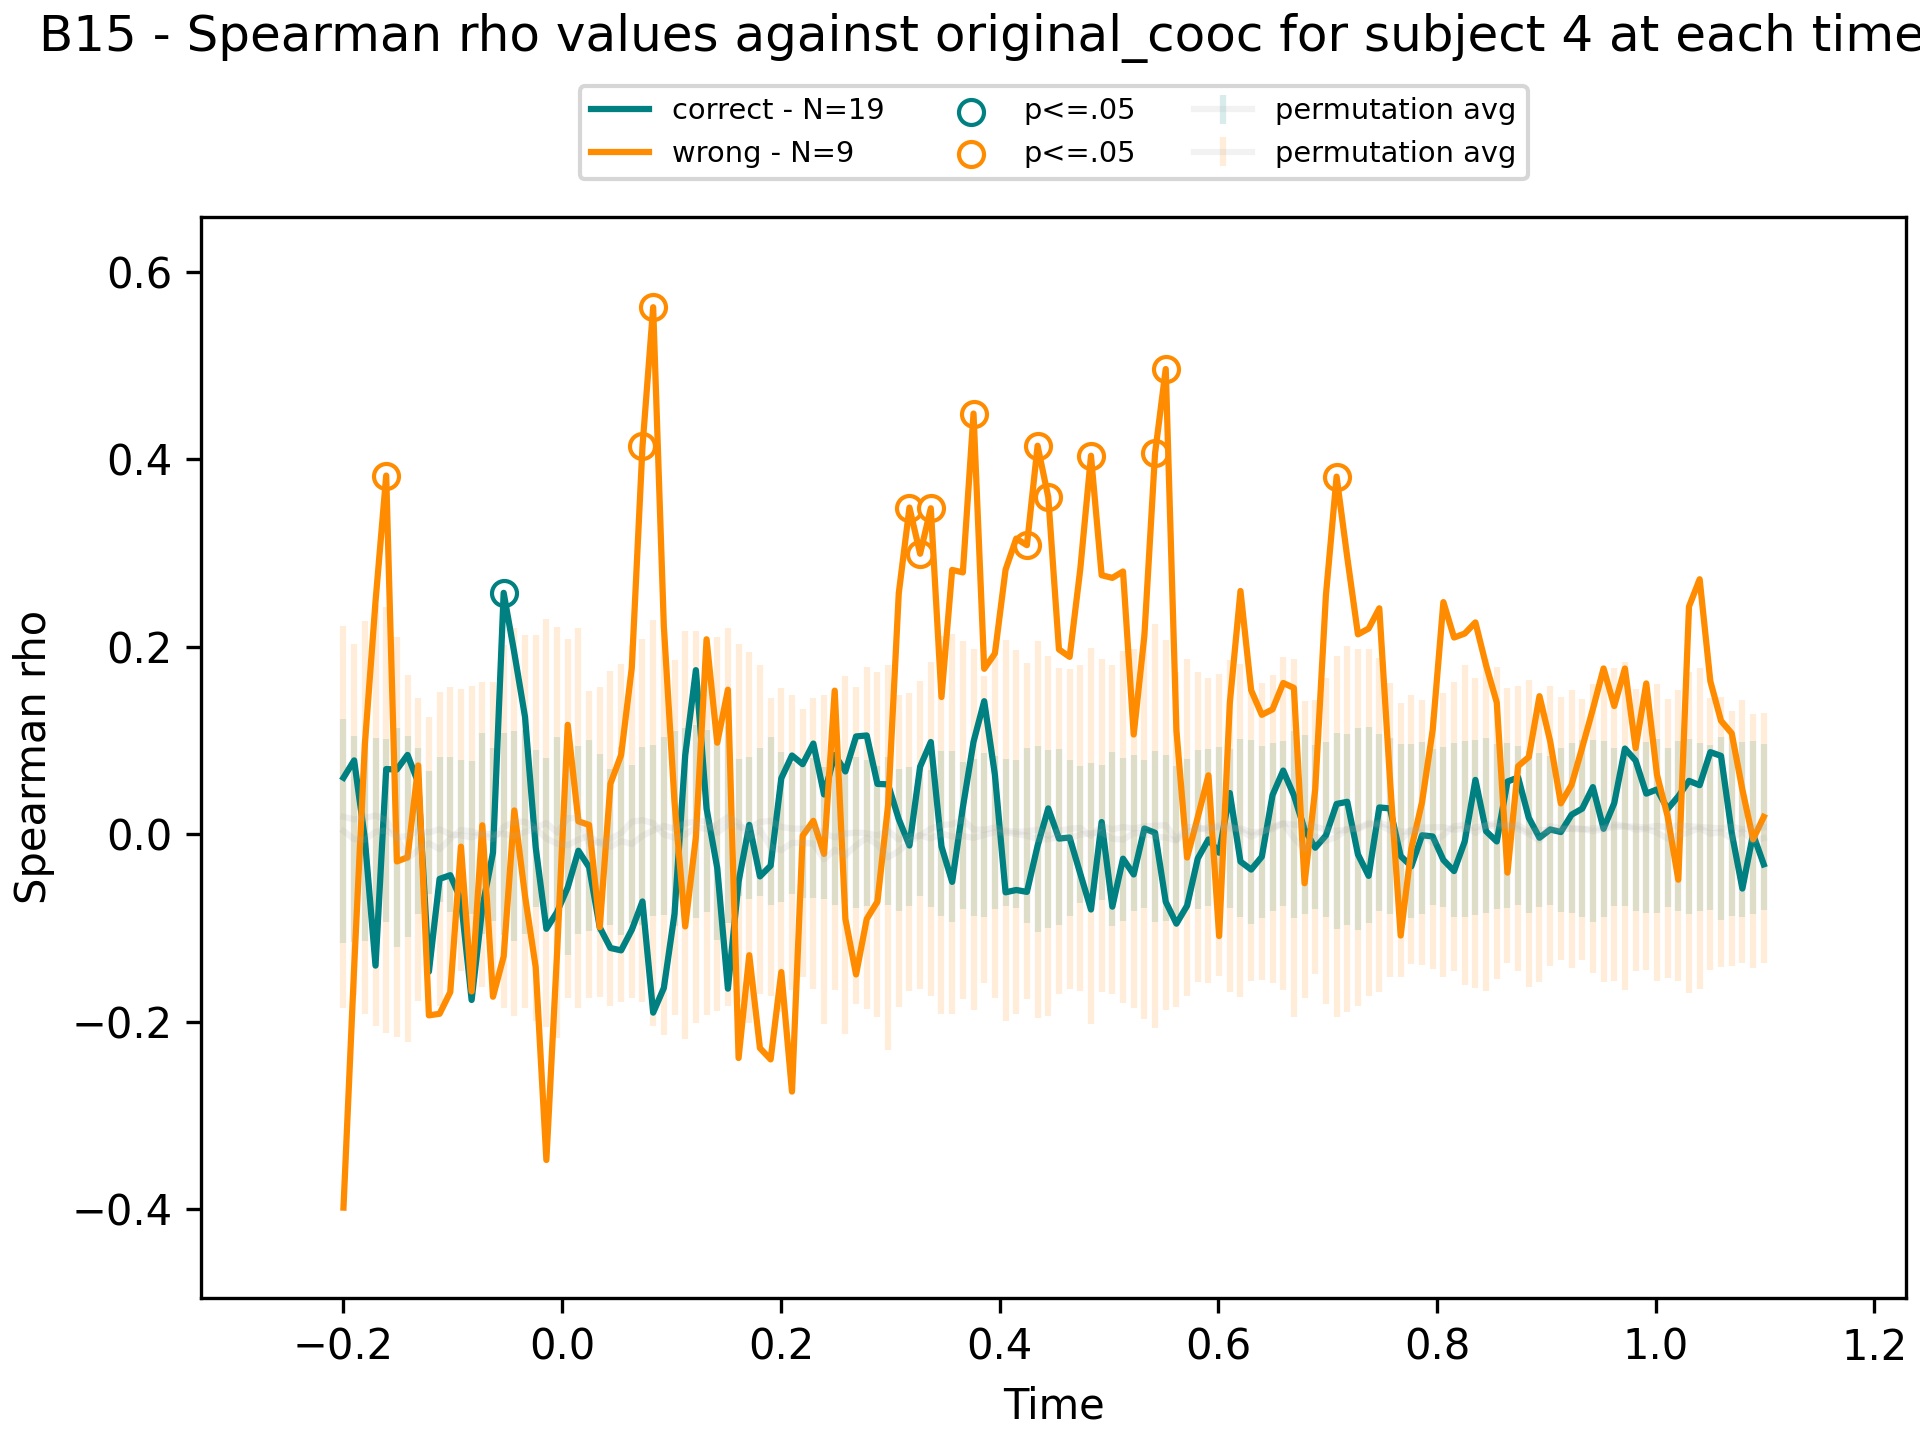 B15 - Spearman rho values against original_cooc for subject 4 at each time
correct - N=19
wrong - N=9
p<=.05
p<=.05
permutation avg
permutation avg
Spearman rho
0.6
0.4
0.2
0.0
−0.2
−0.4
−0.2 0.0 0.2 0.4 0.6 0.8 1.0 1.2
Time